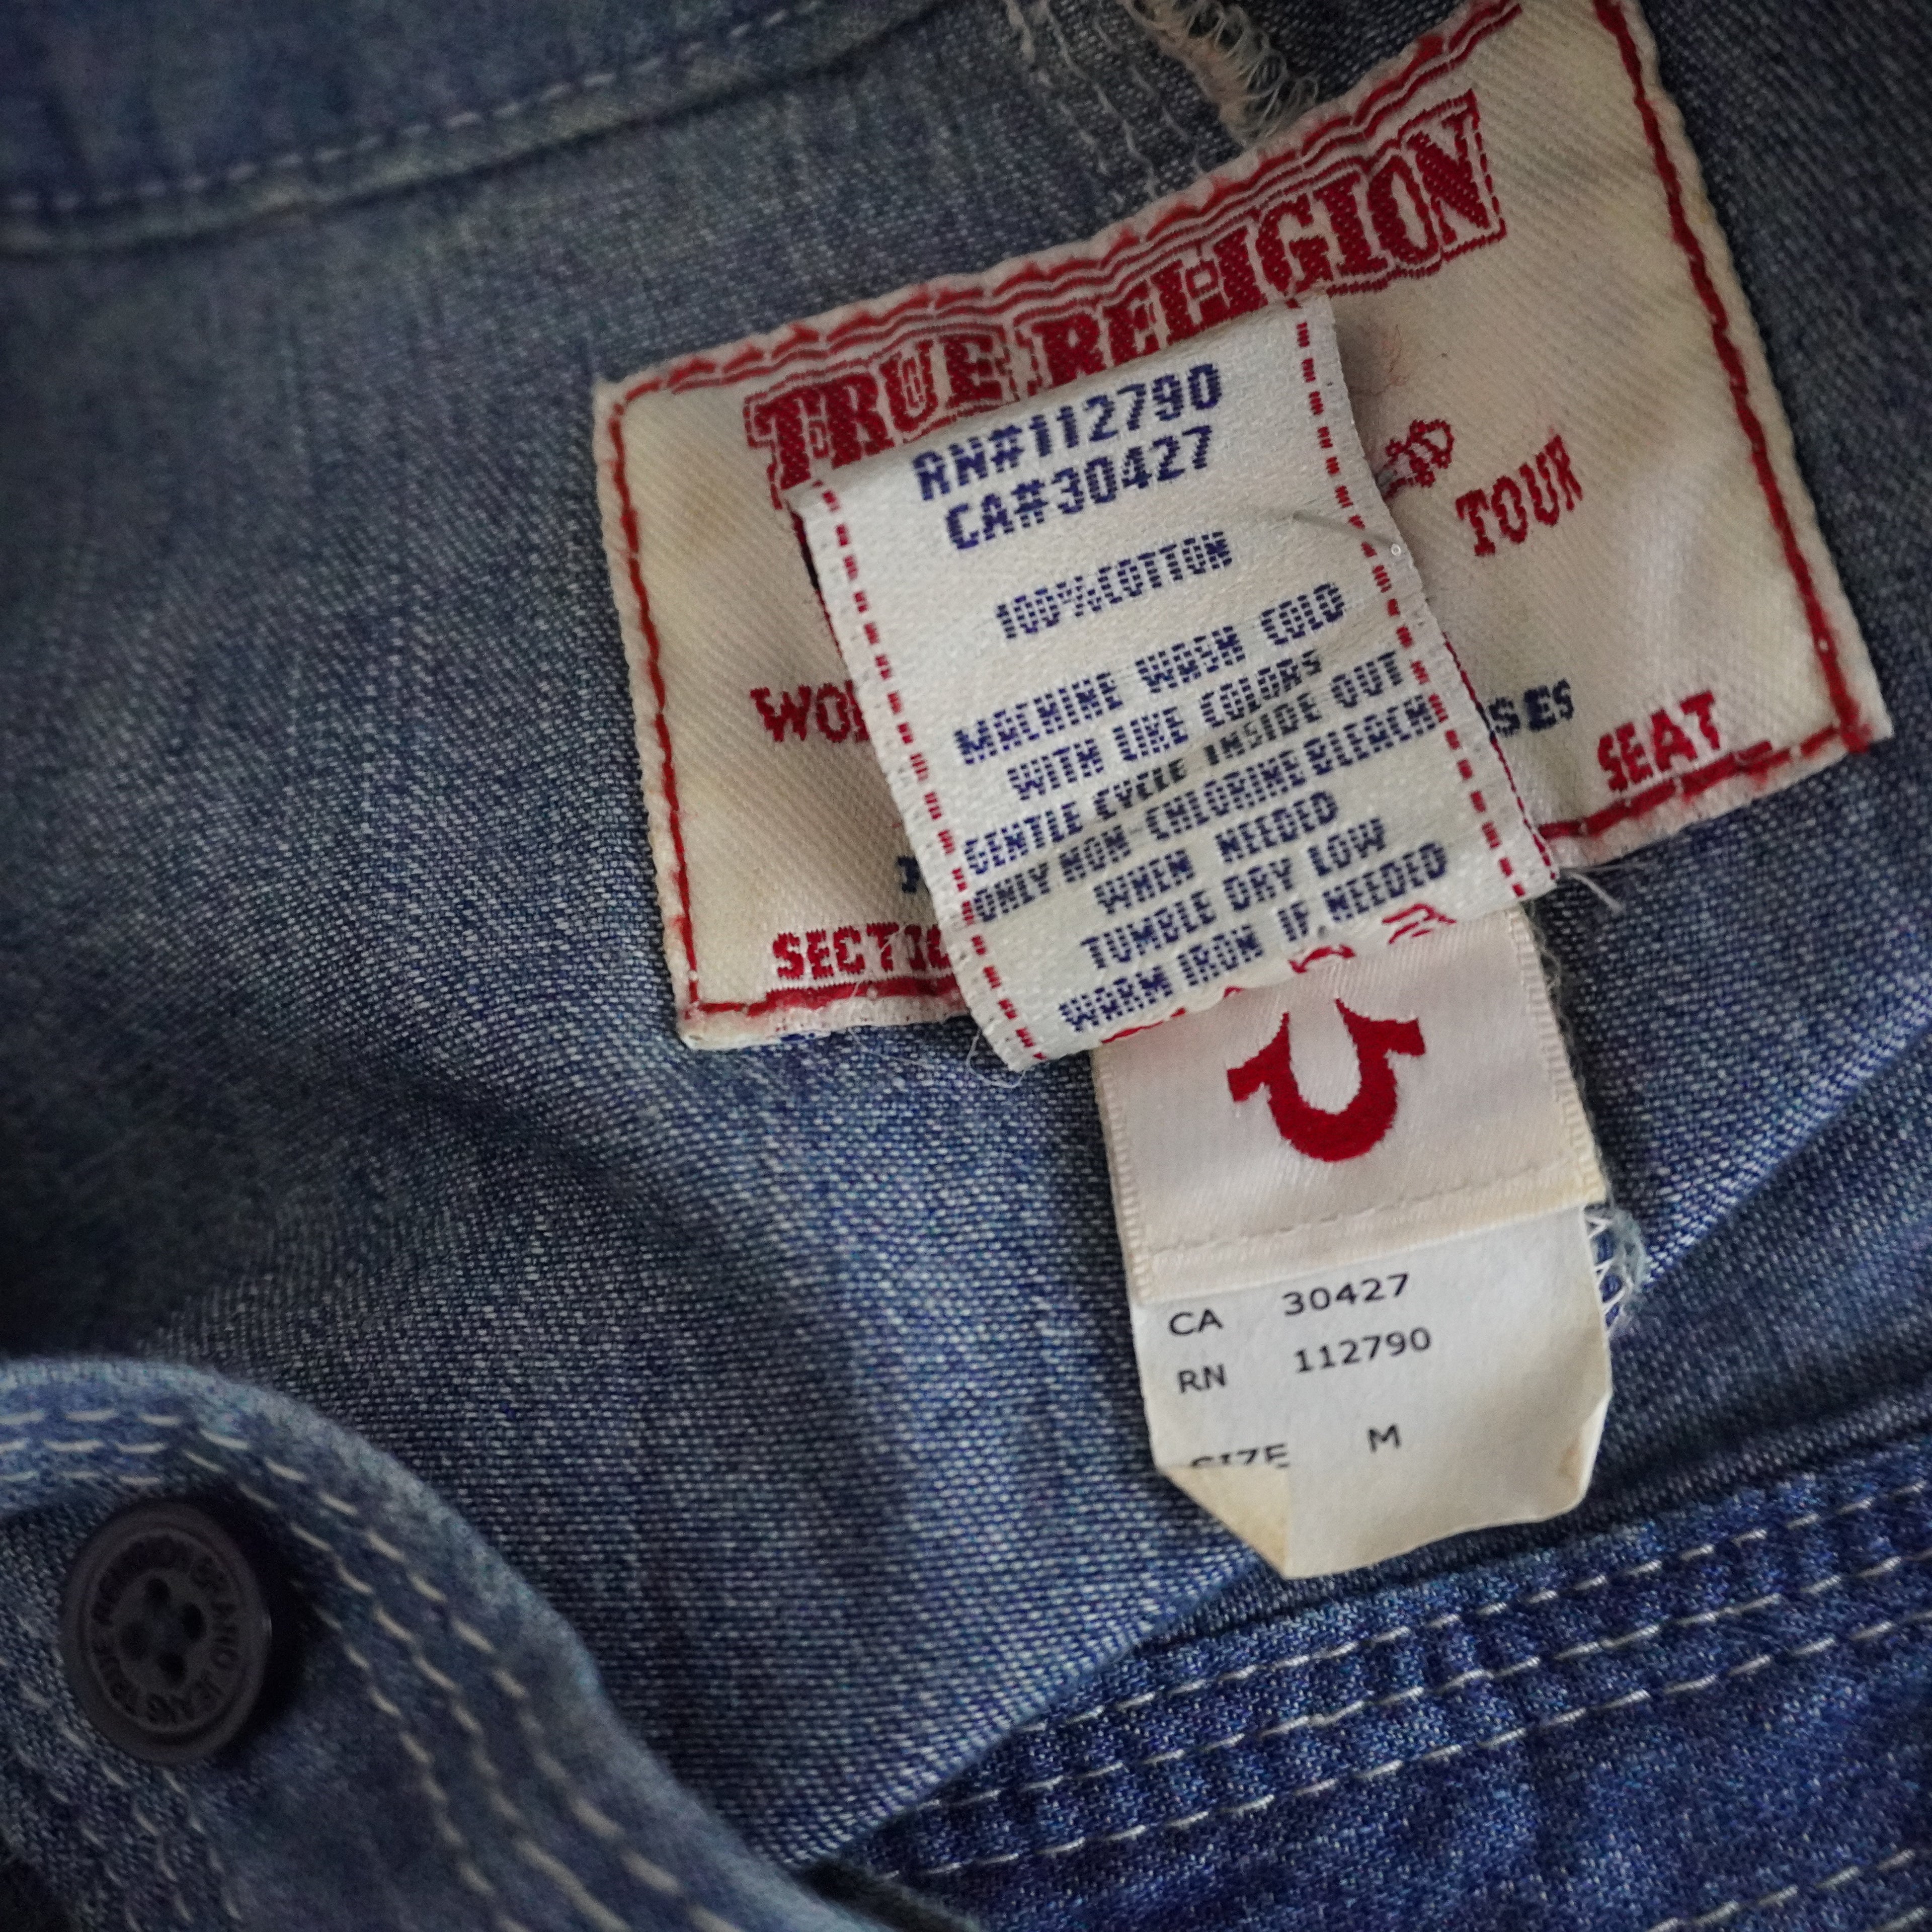 TRUE RELIGION
RN#112790
CA#30427
100%COTTON
MACHINE WASH COLD
WITH LIKE COLORS
GENTLE CYCLE INSIDE OUT
ONLY NON-CHLORINE BLEACH
WHEN NEEDED
TUMBLE DRY LOW
WARM IRON IF NEEDED
TOUR
SEAT
CA 30427
RN 112790
SIZE M